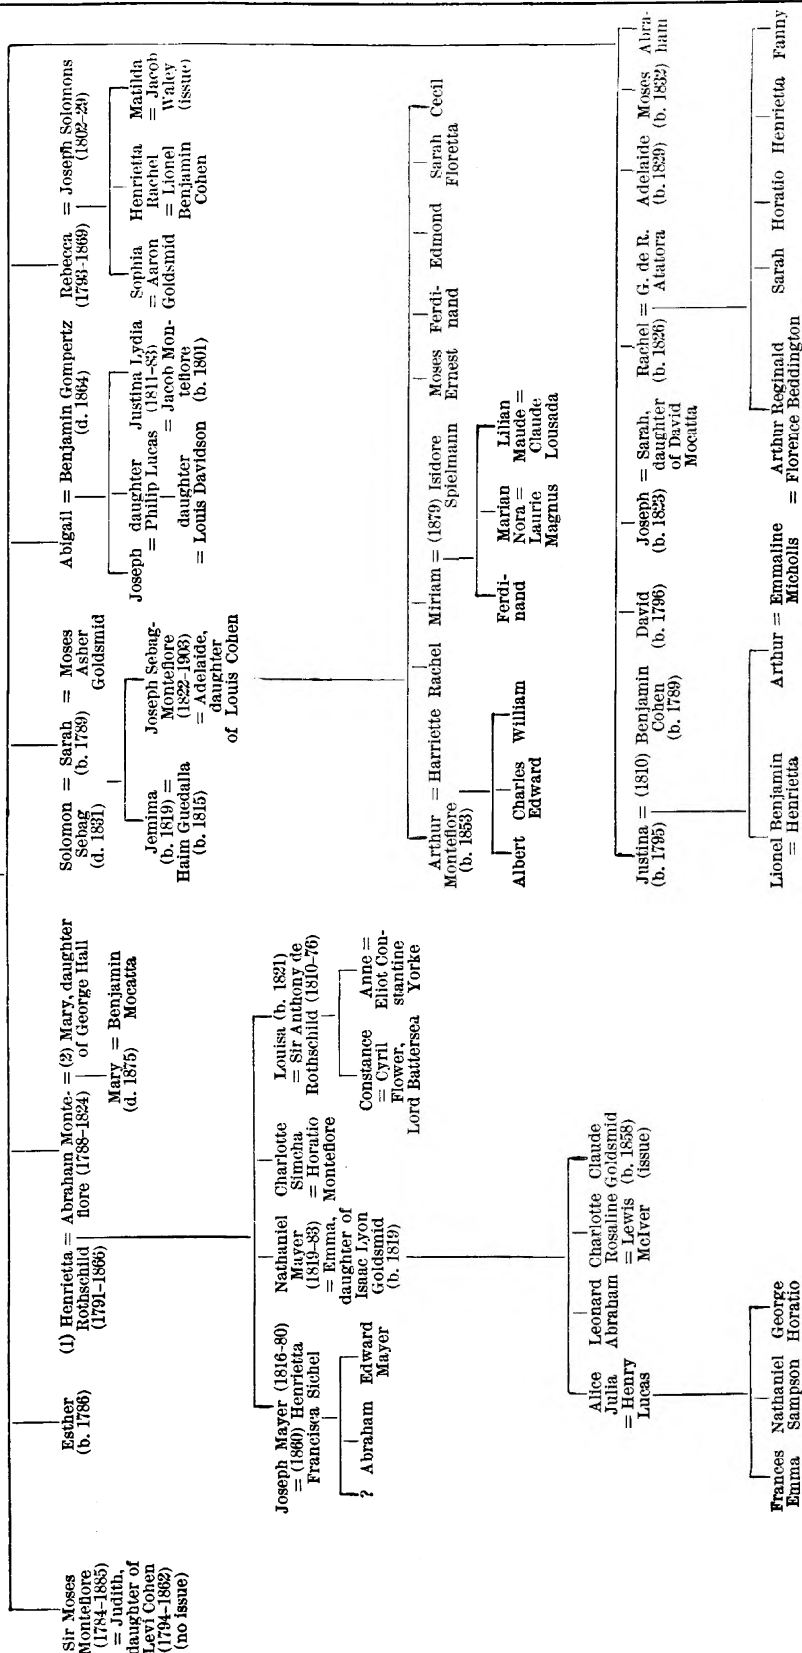 Sir Moses
Montefiore
(1784-1885)
= Judith,
daughter of
Levi Cohen
(1794-1862)
(no issue)
Esther
(b. 1786)
(1) Henrietta = Abraham Monte- = (2) Mary, daughter
Rothschild fiore (1788-1824) of George Hall
(1791-1866)
Mary = Benjamin
(d. 1875) Mocatta
Solomon = Sarah = Moses
Sebag (b. 1789) Asher
(d. 1831) Goldsmid
Abigail = Benjamin Gompertz
(d. 1864)
Rebecca = Joseph Solomons
(1793-1869) (1802-29)
Joseph Mayer (1816-80)
= (1860) Henrietta
Francisca Sichel
Nathaniel
Mayer
(1819-83)
= Emma,
daughter of
Isaac Lyon
Goldsmid
(b. 1819)
Charlotte
Simcha
= Horatio
Montefiore
Louisa (b. 1821)
= Sir Anthony de
Rothschild (1810-76)
? Abraham Edward
Mayer
Constance
= Cyril
Flower,
Lord Battersea
Anne =
Eliot Con-
stantine
Yorke
Alice
Julia
= Henry
Lucas
Leonard
Abraham
Charlotte
Rosaline
= Lewis
McIver
Claude
Goldsmid
(b. 1858)
(issue)
Frances
Emma
Nathaniel
Sampson
George
Horatio
Jemima
(b. 1819) =
Haim Guedalla
(b. 1815)
Joseph Sebag-
Montefiore
(1822-1903)
= Adelaide,
daughter
of Louis Cohen
Joseph
daughter
= Philip Lucas
daughter
= Louis Davidson
Justina Lydia
(1811-83)
= Jacob Mon-
tefiore
(b. 1801)
Sophia
= Aaron
Goldsmid
Henrietta
Rachel
= Lionel
Benjamin
Cohen
Matilda
= Jacob
Waley
(issue)
Arthur = Harriette
Montefiore
(b. 1853)
Rachel
Miriam = (1879) Isidore
Spielmann
Moses
Ernest
Ferdi-
nand
Edmond
Sarah
Floretta
Cecil
Albert
Charles
Edward
William
Ferdi-
nand
Marian
Nora =
Laurie
Magnus
Lilian
Maude =
Claude
Lousada
Justina = (1810) Benjamin
(b. 1795) Cohen
(b. 1789)
David
(b. 1796)
Joseph = Sarah,
(b. 1823) daughter
of David
Mocatta
Rachel = G. de R.
(b. 1826) Atatora
Adelaide
(b. 1829)
Moses
(b. 1832)
Abra-
ham
Lionel Benjamin
= Henrietta
Arthur = Emmaline
Micholls
Arthur Reginald
= Florence Beddington
Sarah
Horatio
Henrietta
Fanny